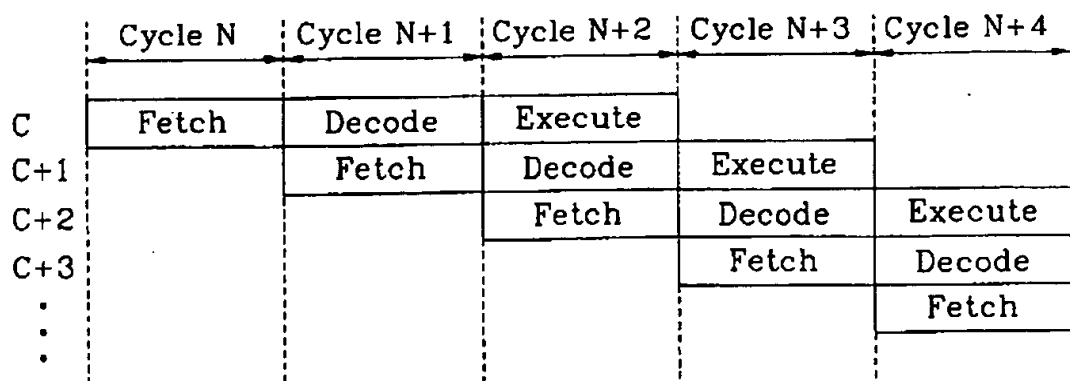 Cycle N Cycle N+1 Cycle N+2 Cycle N+3 Cycle N+4
C Fetch Decode Execute
C+1 Fetch Decode Execute
C+2 Fetch Decode Execute
C+3 Fetch Decode
Fetch